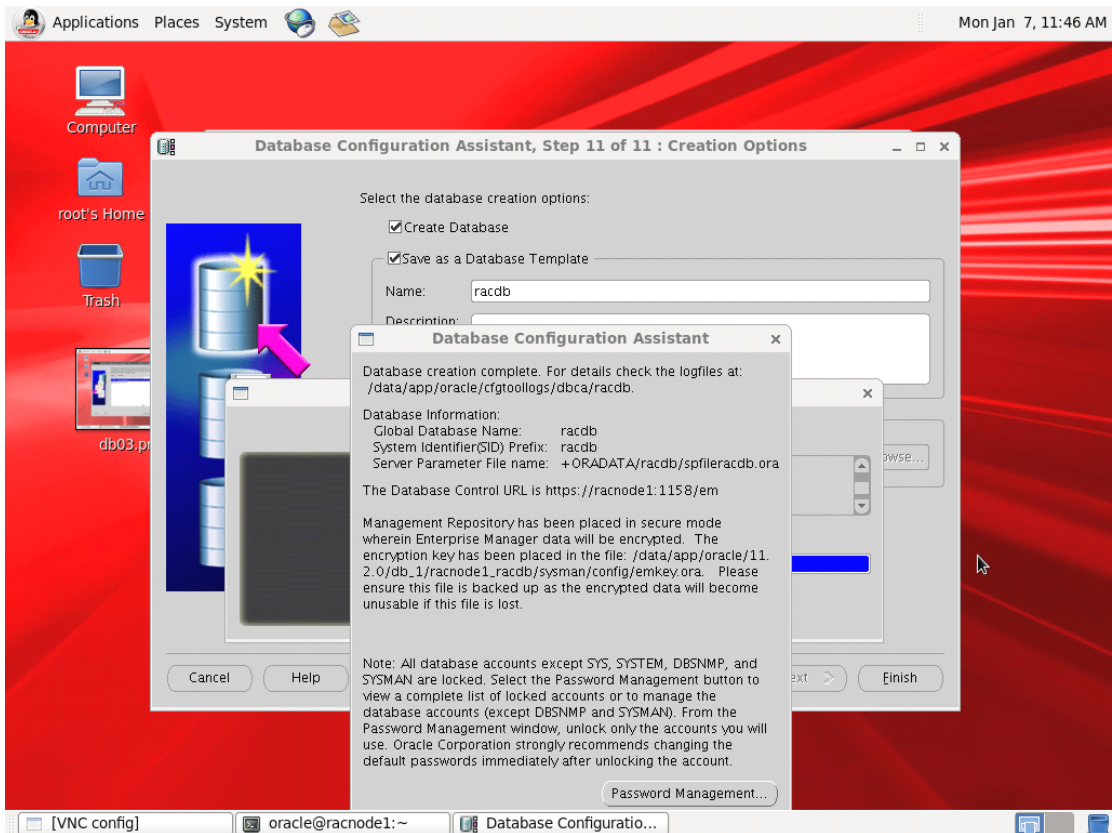 Applications Places System Mon Jan 7, 11:46 AM
Computer
root's Home
Trash
db03.pr
Database Configuration Assistant, Step 11 of 11 : Creation Options
Select the database creation options:
Create Database
Save as a Database Template
Name: racdb
Description:
Database Configuration Assistant
Database creation complete. For details check the logfiles at:
/data/app/oracle/cfgtoollogs/dbca/racdb.
Database Information:
Global Database Name: racdb
System Identifier(SID) Prefix: racdb
Server Parameter File name: +ORADATA/racdb/spfileracdb.ora
The Database Control URL is https://racnode1:1158/em
Management Repository has been placed in secure mode
wherein Enterprise Manager data will be encrypted. The
encryption key has been placed in the file: /data/app/oracle/11.
2.0/db_1/racnode1_racdb/sysman/config/emkey.ora. Please
ensure this file is backed up as the encrypted data will become
unusable if this file is lost.
Note: All database accounts except SYS, SYSTEM, DBSNMP, and
SYSMAN are locked. Select the Password Management button to
view a complete list of locked accounts or to manage the
database accounts (except DBSNMP and SYSMAN). From the
Password Management window, unlock only the accounts you will
use. Oracle Corporation strongly recommends changing the
default passwords immediately after unlocking the account.
Password Management...
owse...
Cancel Help ext Finish
[VNC config] oracle@racnode1:~ Database Configuratio...